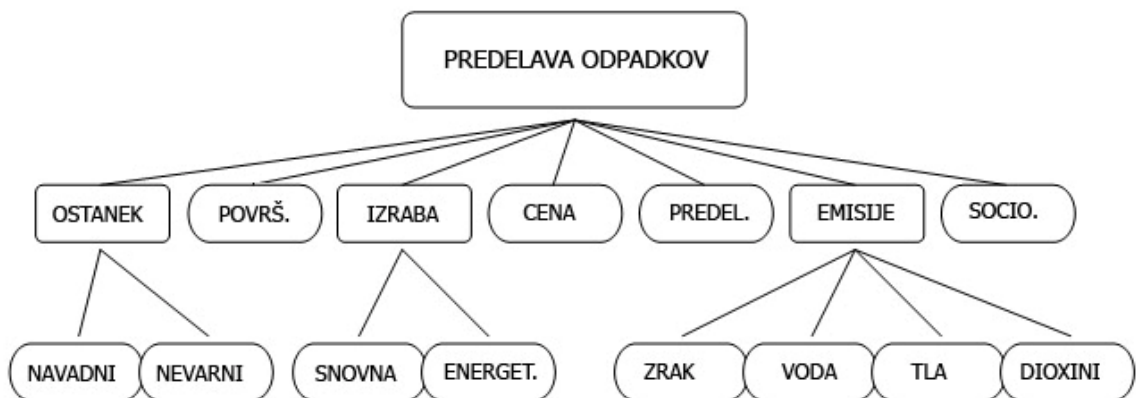 PREDELAVA ODPADKOV
OSTANEK POVRŠ. IZRABA CENA PREDEL. EMISIJE SOCIO.
NAVADNI NEVARNI SNOVNA ENERGET. ZRAK VODA TLA DIOXINI